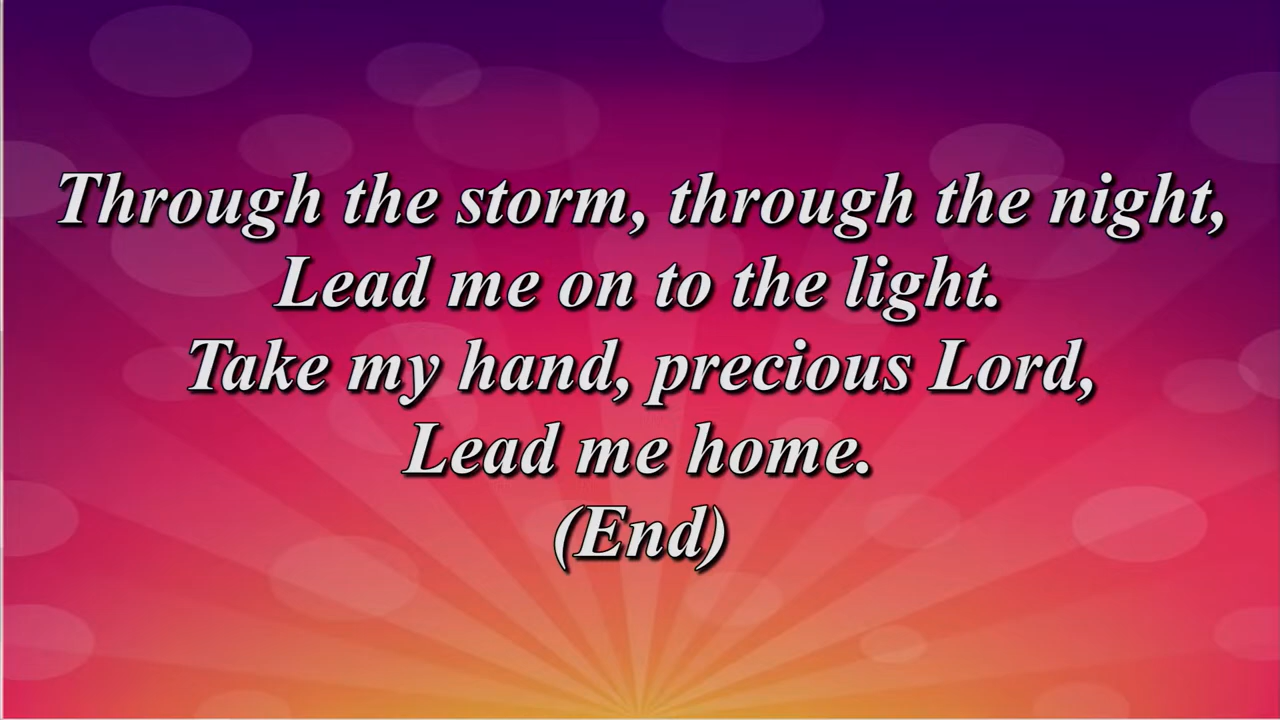 Through the storm, through the night,
Lead me on to the light.
Take my hand, precious Lord,
Lead me home.
(End)